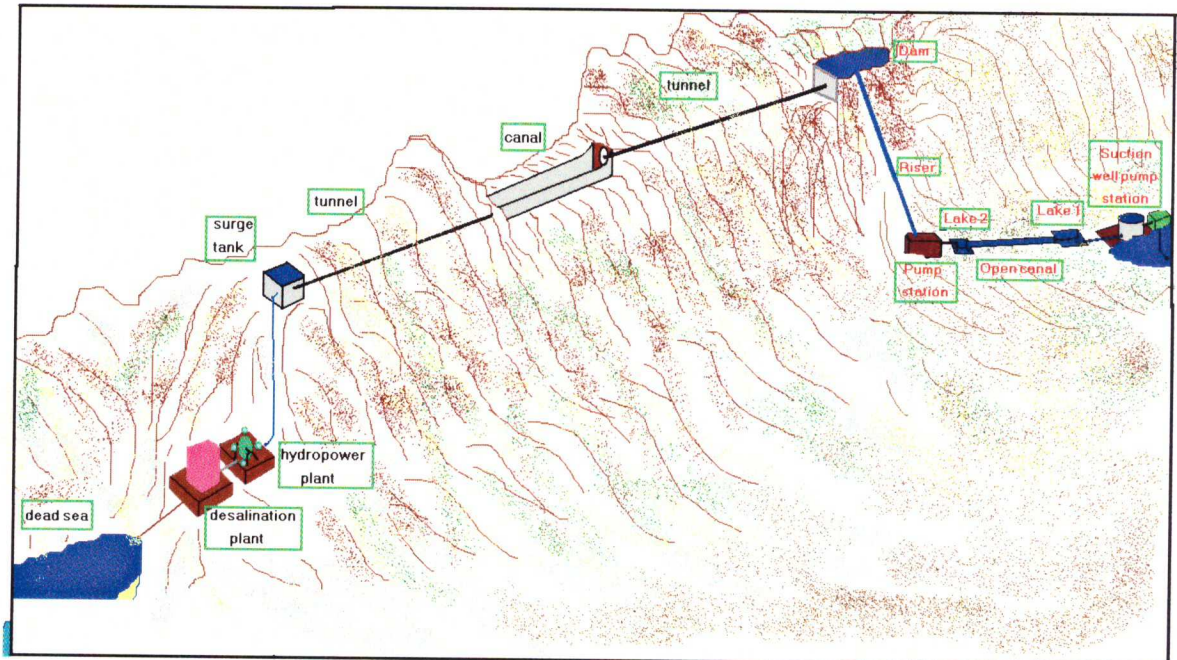 Dam
tunnel
canal
Suction
well pump
station
Riser
tunnel
Lake 1
Lake 2
surge
tank
Pump
station
Open canal
hydropower
plant
dead sea
desalination
plant